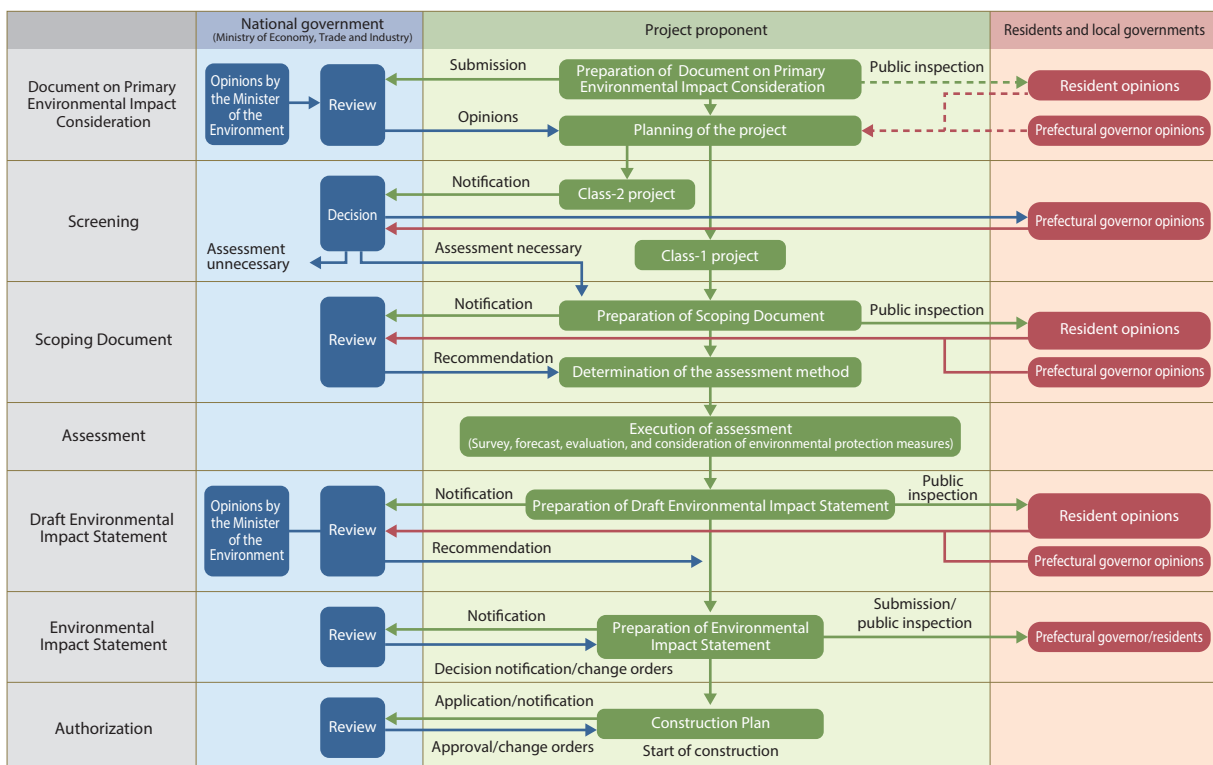 National government
(Ministry of Economy, Trade and Industry)
Project proponent
Residents and local governments
Document on Primary
Environmental Impact
Consideration
Opinions by
the Minister
of the
Environment
Review
Submission
Preparation of Document on Primary
Environmental Impact Consideration
Public inspection
Resident opinions
Opinions
Planning of the project
Prefectural governor opinions
Screening
Notification
Class-2 project
Decision
Prefectural governor opinions
Assessment
unnecessary
Assessment necessary
Class-1 project
Scoping Document
Review
Notification
Preparation of Scoping Document
Public inspection
Resident opinions
Recommendation
Determination of the assessment method
Prefectural governor opinions
Assessment
Execution of assessment
(Survey, forecast, evaluation, and consideration of environmental protection measures)
Draft Environmental
Impact Statement
Opinions by
the Minister
of the
Environment
Review
Notification
Preparation of Draft Environmental Impact Statement
Public
inspection
Resident opinions
Recommendation
Prefectural governor opinions
Environmental
Impact Statement
Review
Notification
Preparation of Environmental
Impact Statement
Submission/
public inspection
Prefectural governor/residents
Decision notification/change orders
Authorization
Review
Application/notification
Construction Plan
Approval/change orders
Start of construction